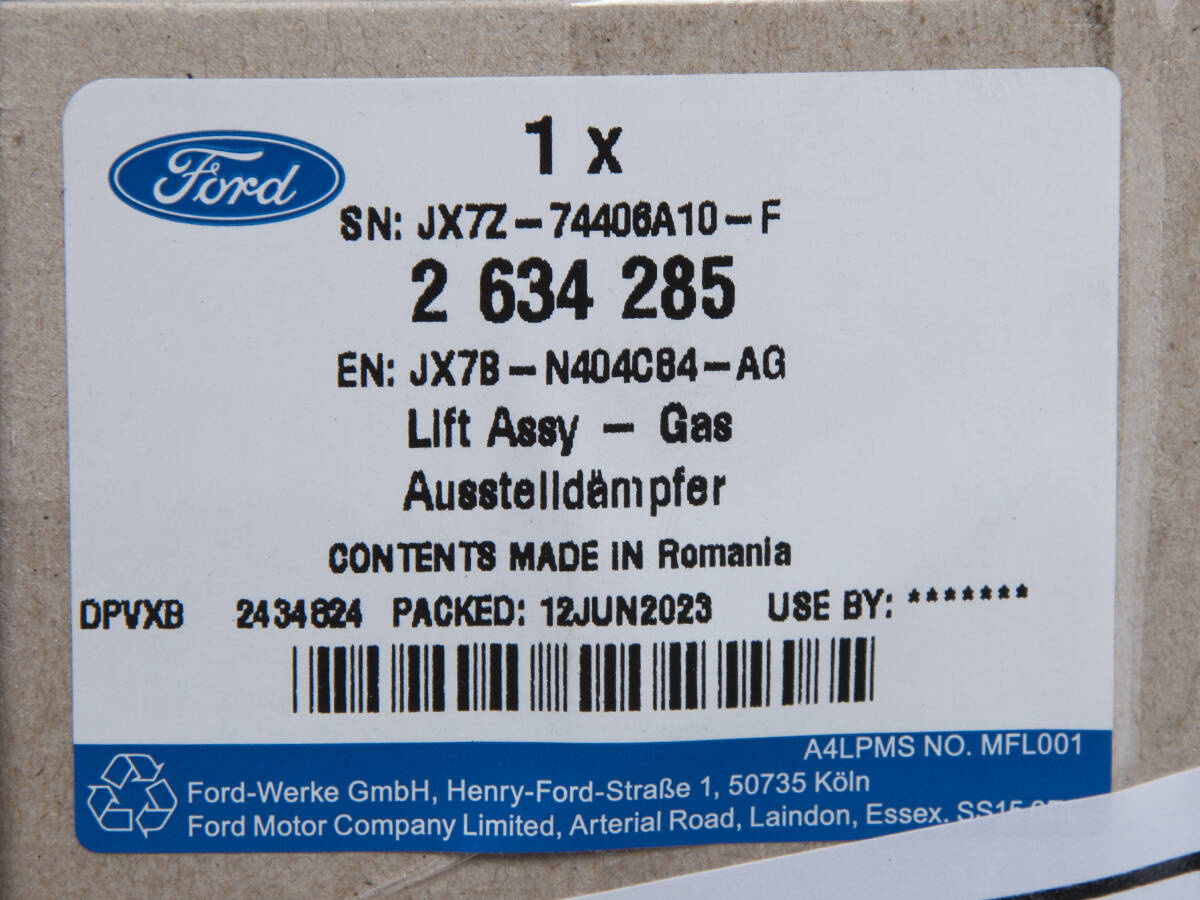 Ford
1 x
SN: JX7Z-74406A10-F
2 634 285
EN: JX7B-N404C84-AG
Lift Assy - Gas
Ausstelldämpfer
CONTENTS MADE IN Romania
DPVXB 2434824 PACKED: 12JUN2023 USE BY: *******
A4LPMS NO. MFL001
Ford-Werke GmbH, Henry-Ford-Straße 1, 50735 Köln
Ford Motor Company Limited, Arterial Road, Laindon, Essex.